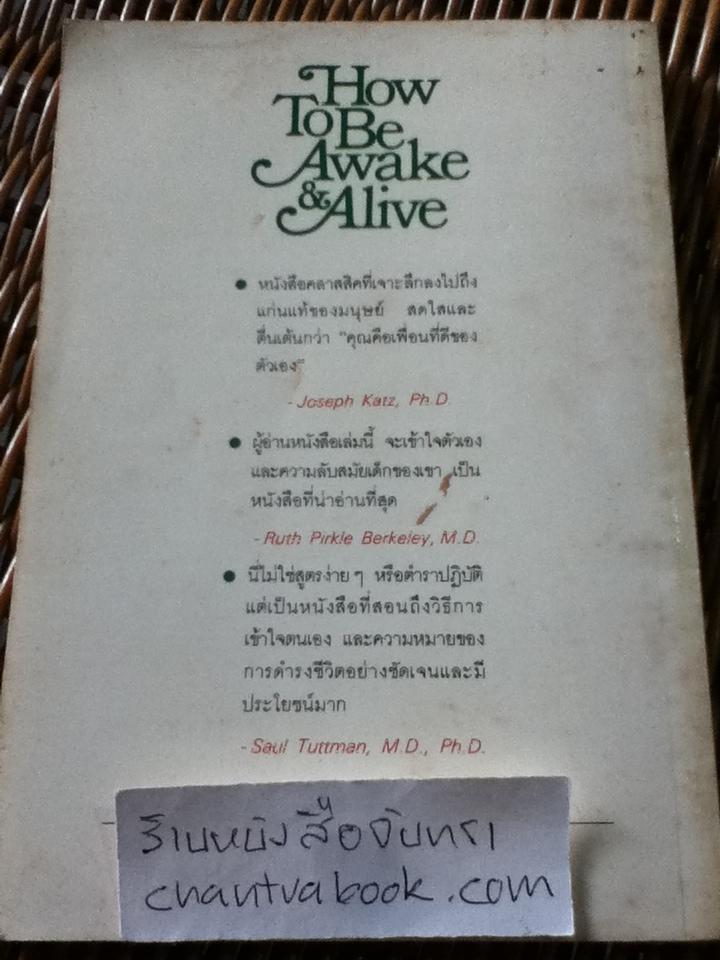 How
To Be
Awake
& Alive
● หนังสือคลาสสิคที่เจาะลึกลงไปถึง
แก่นแท้ของมนุษย์ สดใสและ
ตื่นเต้นกว่า "คุณคือเพื่อนที่ดีของ
ตัวเอง"
- Joseph Katz, Ph.D.
● ผู้อ่านหนังสือเล่มนี้ จะเข้าใจตัวเอง
และความลับสมัยเด็กของเขา เป็น
หนังสือที่น่าอ่านที่สุด
- Ruth Pirkle Berkeley, M.D.
● นี่ไม่ใช่สูตรง่าย ๆ หรือตำราปฏิบัติ
แต่เป็นหนังสือที่สอนถึงวิธีการ
เข้าใจตนเอง และความหมายของ
การดำรงชีวิตอย่างชัดเจนและมี
ประโยชน์มาก
- Saul Tuttman, M.D., Ph.D.
ร้านหนังสือจันทรา
chantrabook.com